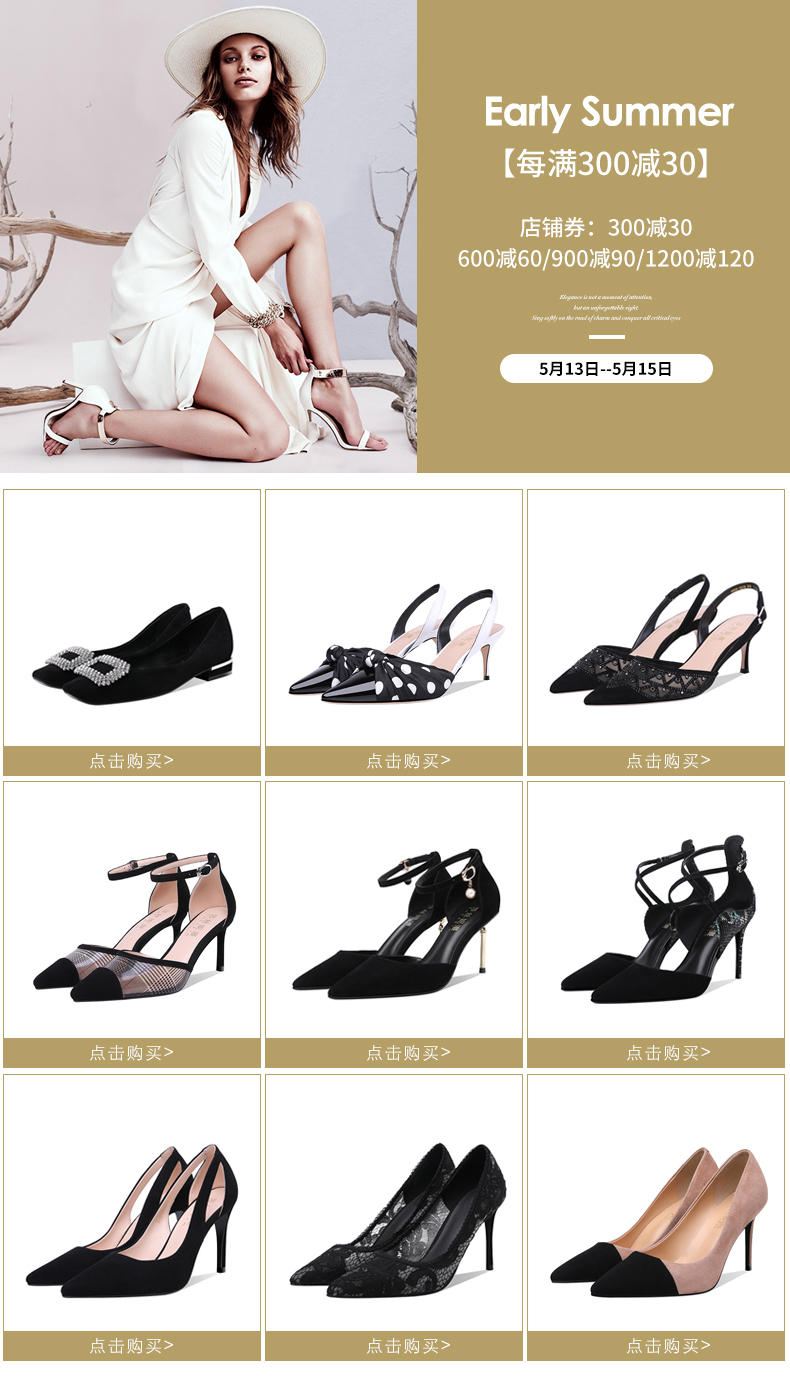 Early Summer
【每满300减30】
店铺券：300减30
600减60/900减90/1200减120
Elegance is not a moment of attention,
but an unforgettable eight.
Sing softly on the road of charm and conquer all critical eyes
5月13日--5月15日
点击购买>
点击购买>
点击购买>
点击购买>
点击购买>
点击购买>
点击购买>
点击购买>
点击购买>